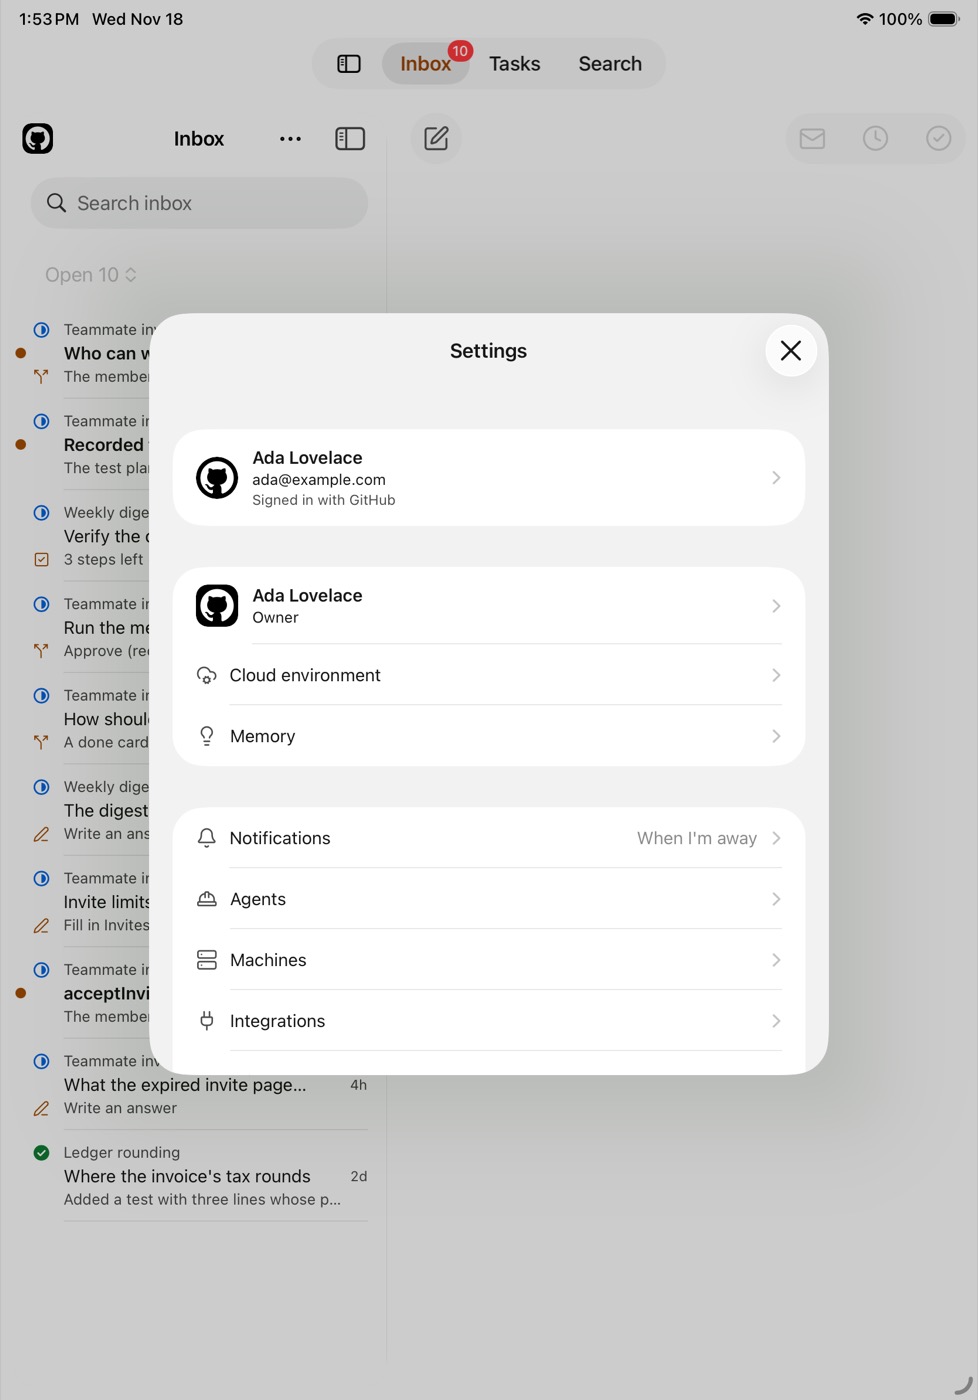 1:53 PM Wed Nov 18
100%
Inbox
10
Tasks
Search
Inbox
Search inbox
Open 10
Teammate in
Who can w
The member
Teammate in
Recorded
The test plan
Weekly dige
Verify the
3 steps left
Teammate in
Run the me
Approve (rec
Teammate in
How should
A done card
Weekly dige
The digest
Write an ans
Teammate in
Invite limits
Fill in Invites
Teammate in
acceptInvi
The member
Teammate inv
What the expired invite page...
4h
Write an answer
Ledger rounding
Where the invoice's tax rounds
2d
Added a test with three lines whose p...
Settings
Ada Lovelace
ada@example.com
Signed in with GitHub
Ada Lovelace
Owner
Cloud environment
Memory
Notifications
When I'm away
Agents
Machines
Integrations